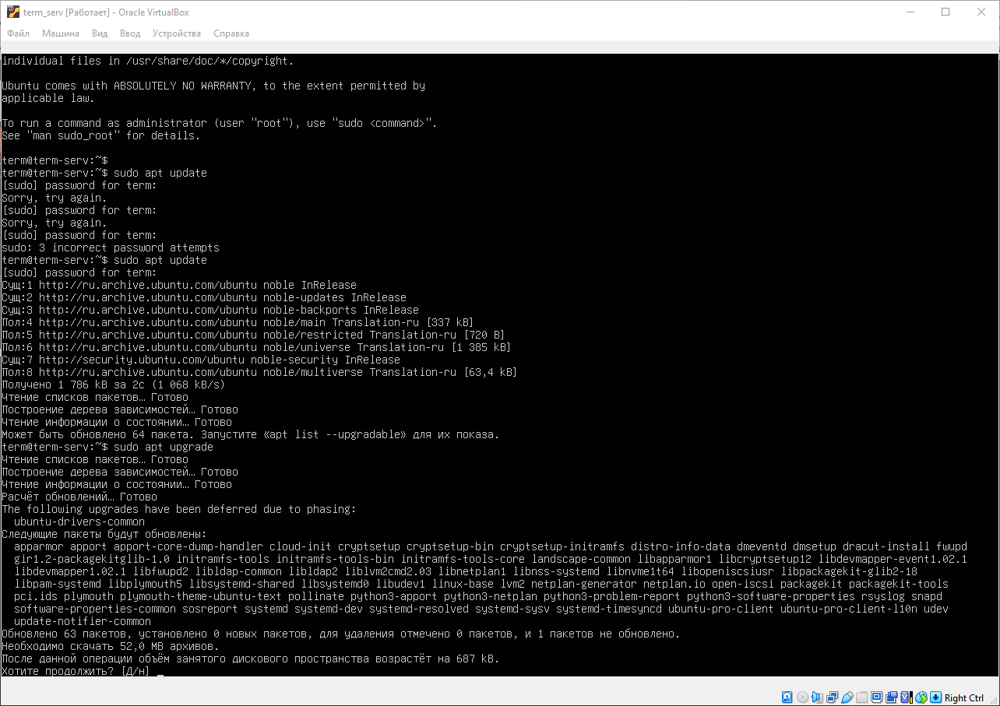 term_serv [Работает] - Oracle VirtualBox
Файл Машина Вид Ввод Устройства Справка
individual files in /usr/share/doc/*/copyright.
Ubuntu comes with ABSOLUTELY NO WARRANTY, to the extent permitted by
applicable law.
To run a command as administrator (user "root"), use "sudo <command>".
See "man sudo_root" for details.
term@term-serv:~$
term@term-serv:~$ sudo apt update
[sudo] password for term:
Sorry, try again.
[sudo] password for term:
Sorry, try again.
[sudo] password for term:
sudo: 3 incorrect password attempts
term@term-serv:~$ sudo apt update
[sudo] password for term:
Сущ:1 http://ru.archive.ubuntu.com/ubuntu noble InRelease
Сущ:2 http://ru.archive.ubuntu.com/ubuntu noble-updates InRelease
Сущ:3 http://ru.archive.ubuntu.com/ubuntu noble-backports InRelease
Пол:4 http://ru.archive.ubuntu.com/ubuntu noble/main Translation-ru [337 kB]
Пол:5 http://ru.archive.ubuntu.com/ubuntu noble/restricted Translation-ru [720 B]
Пол:6 http://ru.archive.ubuntu.com/ubuntu noble/universe Translation-ru [1 385 kB]
Сущ:7 http://security.ubuntu.com/ubuntu noble-security InRelease
Пол:8 http://ru.archive.ubuntu.com/ubuntu noble/multiverse Translation-ru [63,4 kB]
Получено 1 786 kB за 2с (1 068 kB/s)
Чтение списков пакетов… Готово
Построение дерева зависимостей… Готово
Чтение информации о состоянии… Готово
Может быть обновлено 64 пакета. Запустите «apt list --upgradable» для их показа.
term@term-serv:~$ sudo apt upgrade
Чтение списков пакетов… Готово
Построение дерева зависимостей… Готово
Чтение информации о состоянии… Готово
Расчёт обновлений… Готово
The following upgrades have been deferred due to phasing:
ubuntu-drivers-common
Следующие пакеты будут обновлены:
apparmor apport apport-core-dump-handler cloud-init cryptsetup cryptsetup-bin cryptsetup-initramfs distro-info-data dmeventd dmsetup dracut-install fwupd
gir1.2-packagekitglib-1.0 initramfs-tools initramfs-tools-bin initramfs-tools-core landscape-common libapparmor1 libcryptsetup12 libdevmapper-event1.02.1
libdevmapper1.02.1 libfwupd2 libldap-common libldap2 liblvm2cmd2.03 libnetplan1 libnss-systemd libnvme1t64 libopeniscsiusr libpackagekit-glib2-18
libpam-systemd libplymouth5 libsystemd-shared libsystemd0 libudev1 linux-base lvm2 netplan-generator netplan.io open-iscsi packagekit packagekit-tools
pci.ids plymouth plymouth-theme-ubuntu-text pollinate python3-apport python3-netplan python3-problem-report python3-software-properties rsyslog snapd
software-properties-common sosreport systemd systemd-dev systemd-resolved systemd-sysv systemd-timesyncd ubuntu-pro-client ubuntu-pro-client-l10n udev
update-notifier-common
Обновлено 63 пакетов, установлено 0 новых пакетов, для удаления отмечено 0 пакетов, и 1 пакетов не обновлено.
Необходимо скачать 52,0 MB архивов.
После данной операции объём занятого дискового пространства возрастёт на 687 kB.
Хотите продолжить? [Д/н]
Right Ctrl